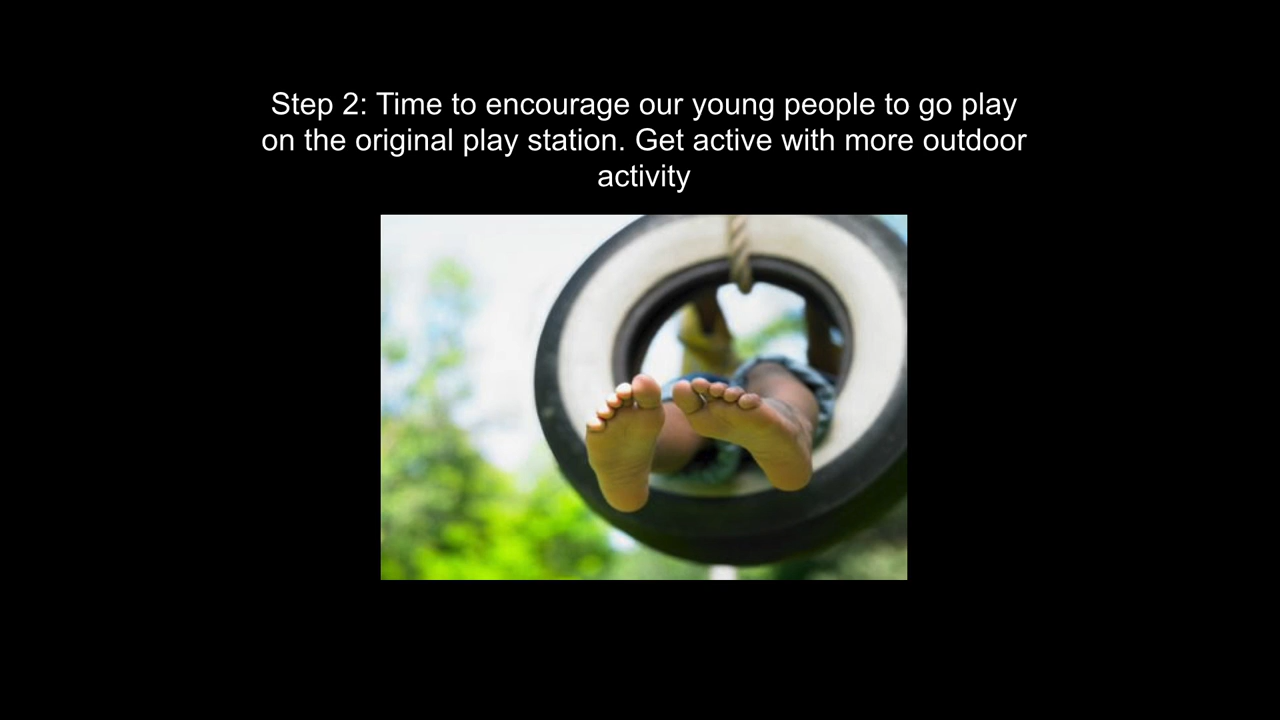 Step 2: Time to encourage our young people to go play
on the original play station. Get active with more outdoor
activity